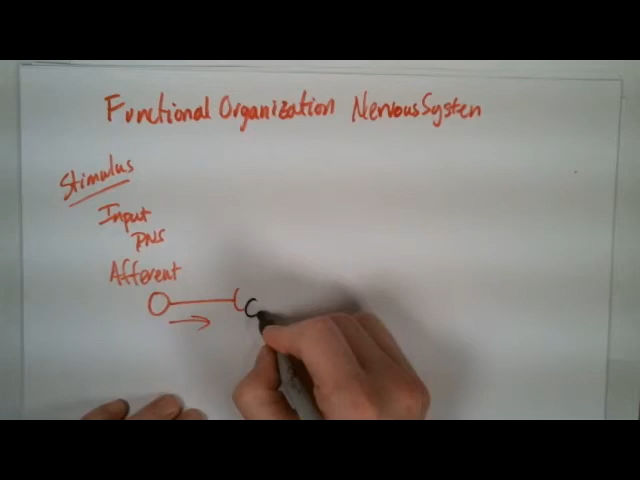 Functional Organization Nervous System
Stimulus
Input
PNS
Afferent